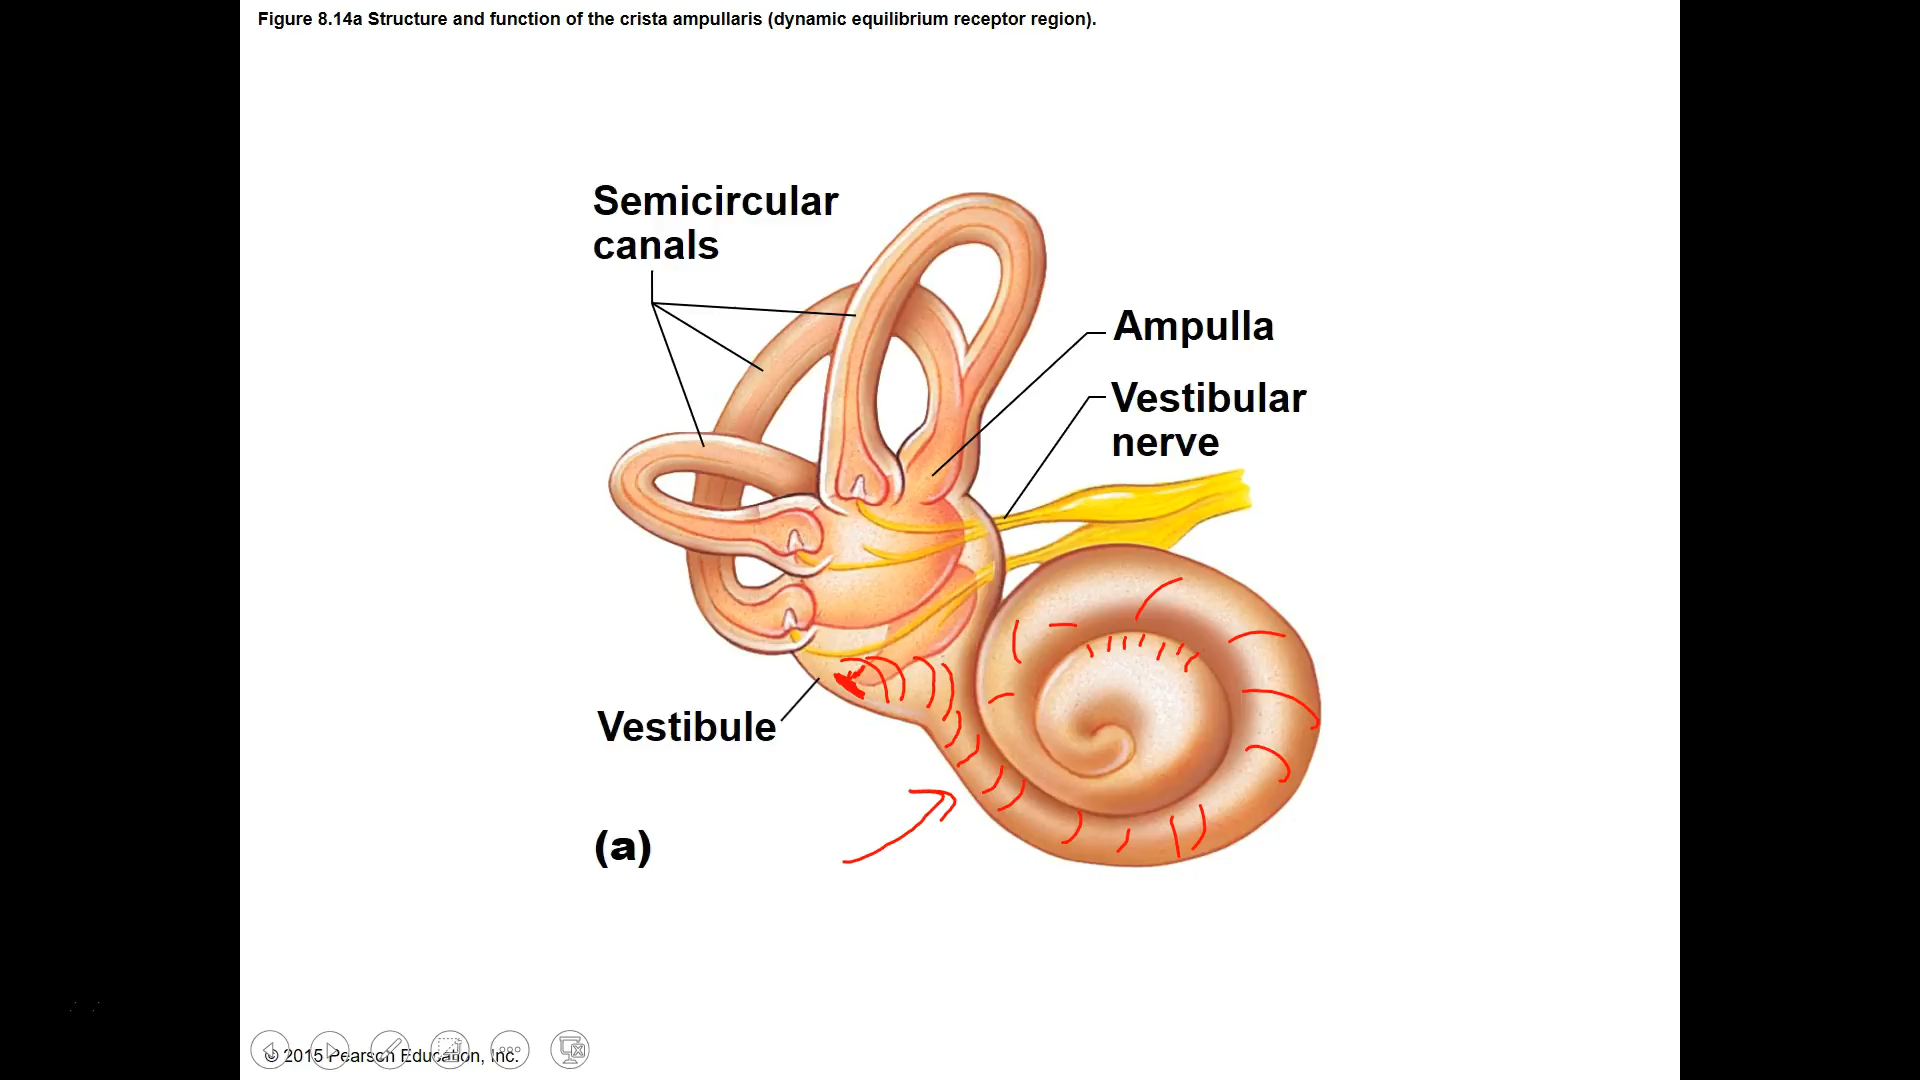 Figure 8.14a Structure and function of the crista ampullaris (dynamic equilibrium receptor region).
Semicircular
canals
Ampulla
Vestibular
nerve
Vestibule
(a)
© 2015 Pearson Education, Inc.